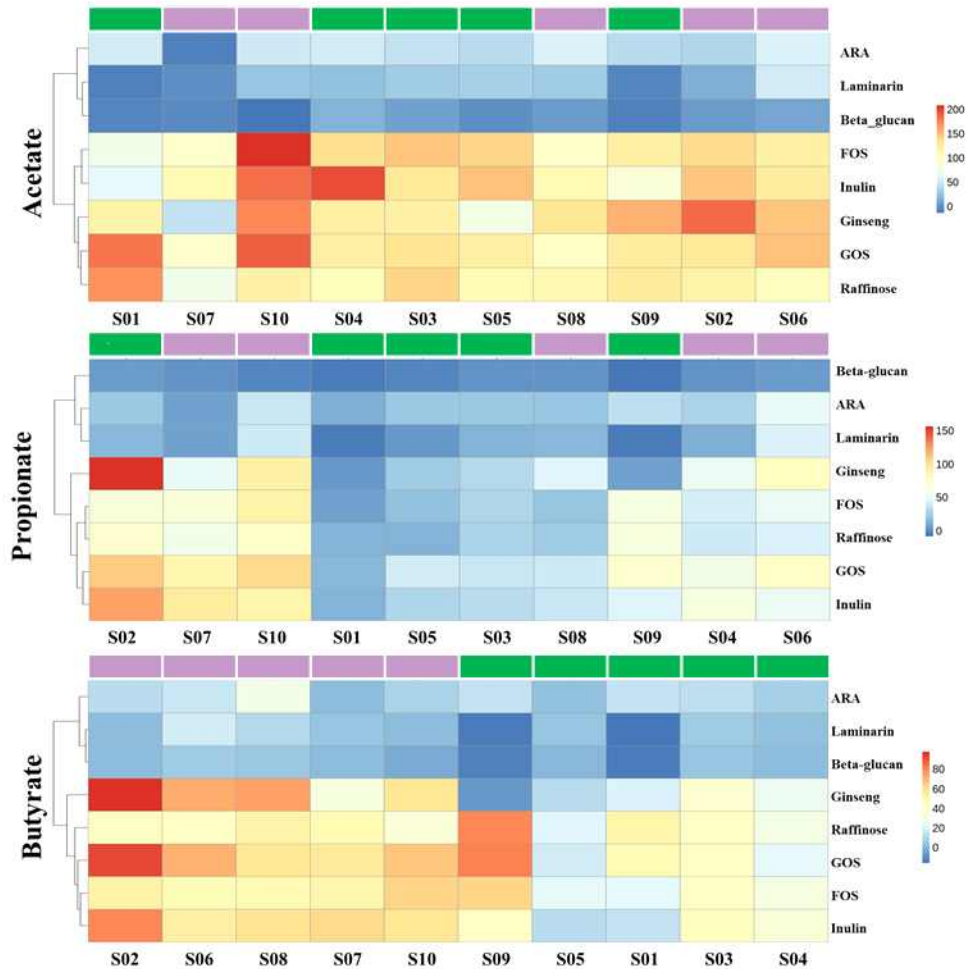 Acetate
ARA
Laminarin
Beta_glucan
FOS
Inulin
Ginseng
GOS
Raffinose
200
150
100
50
0
S01 S07 S10 S04 S03 S05 S08 S09 S02 S06
Propionate
Beta-glucan
ARA
Laminarin
Ginseng
FOS
Raffinose
GOS
Inulin
150
100
50
0
S02 S07 S10 S01 S05 S03 S08 S09 S04 S06
Butyrate
ARA
Laminarin
Beta-glucan
Ginseng
Raffinose
GOS
FOS
Inulin
80
60
40
20
0
S02 S06 S08 S07 S10 S09 S05 S01 S03 S04